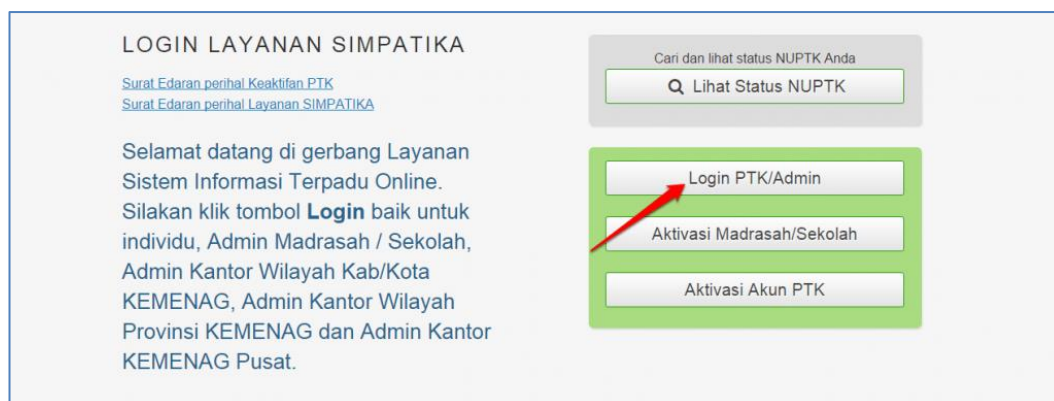 LOGIN LAYANAN SIMPATIKA
Surat Edaran perihal Keaktifan PTK
Surat Edaran perihal Layanan SIMPATIKA
Selamat datang di gerbang Layanan
Sistem Informasi Terpadu Online.
Silakan klik tombol Login baik untuk
individu, Admin Madrasah / Sekolah,
Admin Kantor Wilayah Kab/Kota
KEMENAG, Admin Kantor Wilayah
Provinsi KEMENAG dan Admin Kantor
KEMENAG Pusat.
Cari dan lihat status NUPTK Anda
Lihat Status NUPTK
Login PTK/Admin
Aktivasi Madrasah/Sekolah
Aktivasi Akun PTK